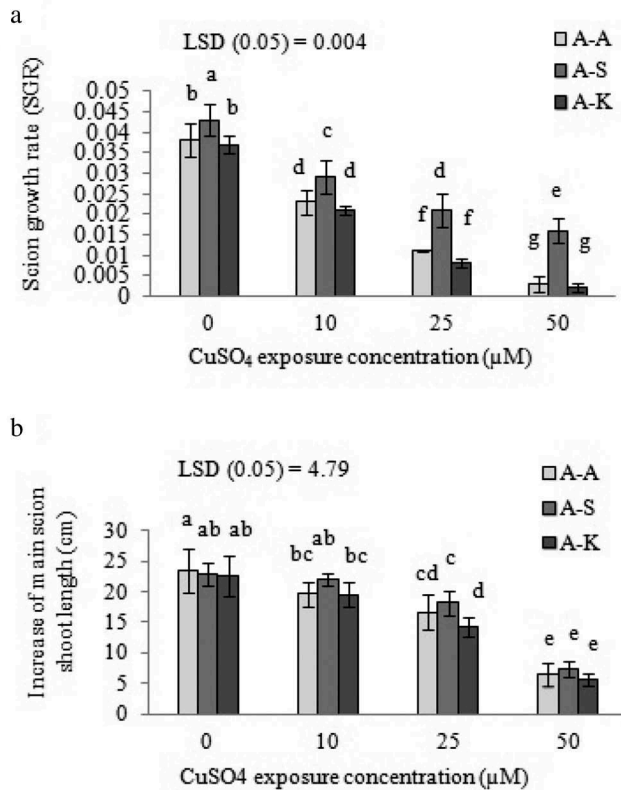 a
LSD (0.05) = 0.004
A-A
A-S
A-K
Scion growth rate (SGR)
0.05
0.045
0.04
0.035
0.03
0.025
0.02
0.015
0.01
0.005
0
b a b
d c d
f d f
g e g
0 10 25 50
CuSO₄ exposure concentration (µM)
b
LSD (0.05) = 4.79
A-A
A-S
A-K
Increase of main scion
shoot length (cm)
30
25
20
15
10
5
0
a ab ab
bc ab bc
cd c d
e e e
0 10 25 50
CuSO4 exposure concentration (µM)